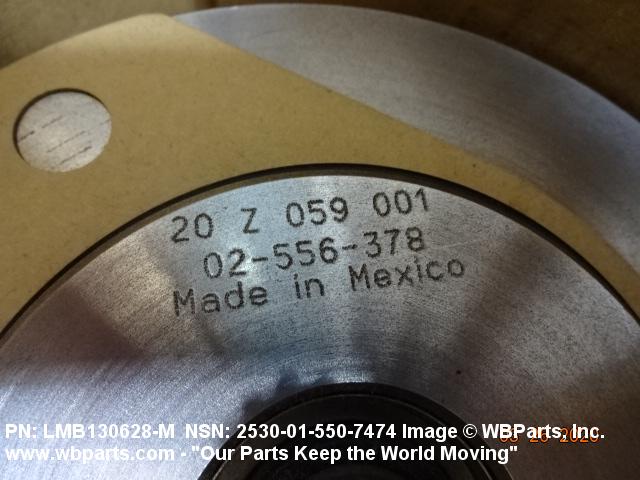 20 Z 059 001
02-556-378
Made in Mexico
PN: LMB130628-M NSN: 2530-01-550-7474 Image © WBParts, Inc.
www.wbparts.com - "Our Parts Keep the World Moving"